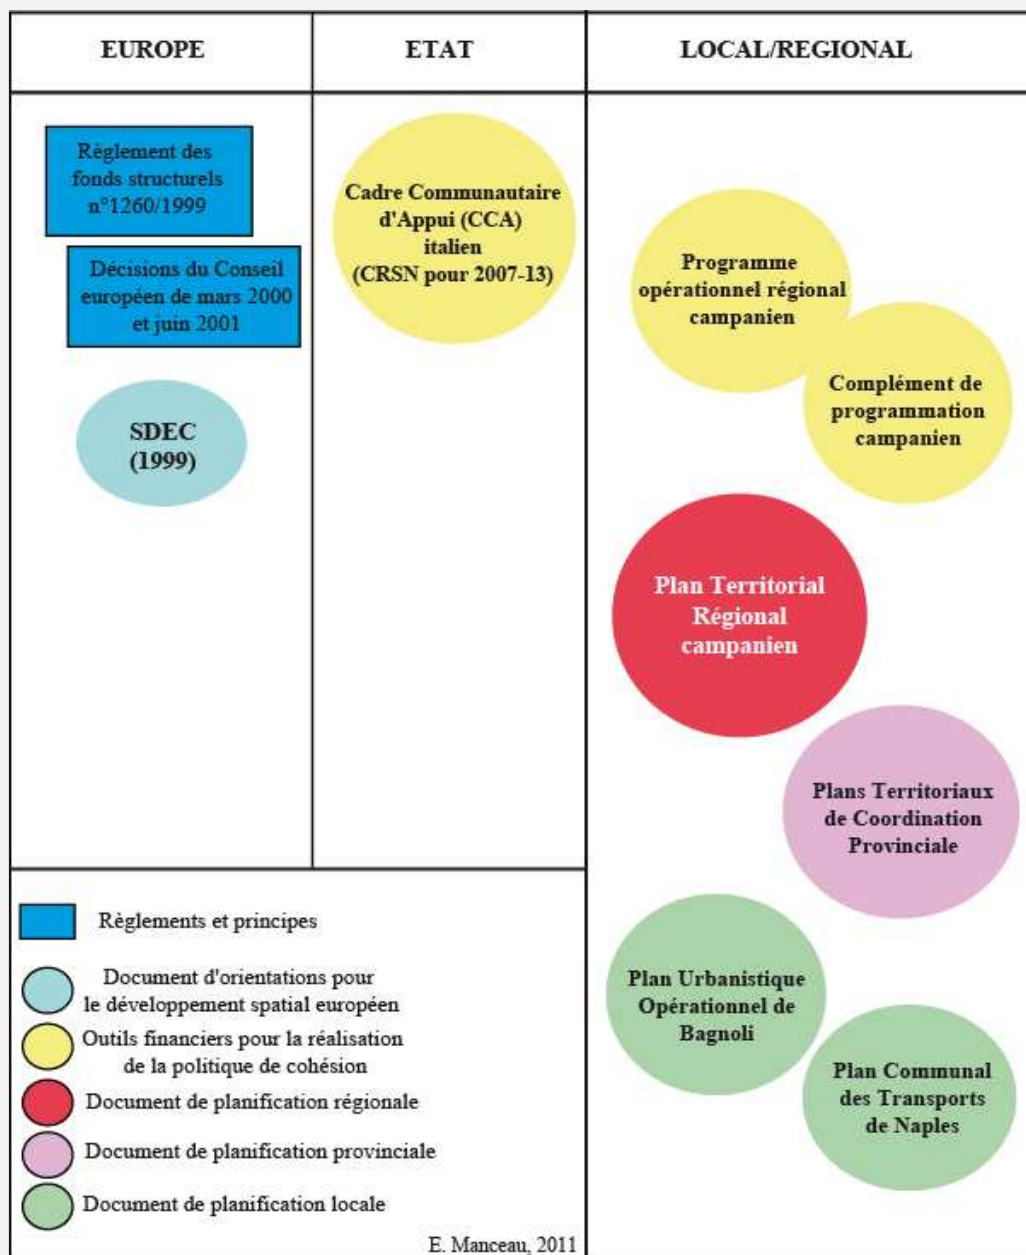 EUROPE
ETAT
LOCAL/REGIONAL
Règlement des
fonds structurels
n°1260/1999
Décisions du Conseil
européen de mars 2000
et juin 2001
SDEC
(1999)
Cadre Communautaire
d'Appui (CCA)
italien
(CRSN pour 2007-13)
Programme
opérationnel régional
campanien
Complément de
programmation
campanien
Plan Territorial
Régional
campanien
Plans Territoriaux
de Coordination
Provinciale
Plan Urbanistique
Opérationnel de
Bagnoli
Plan Communal
des Transports
de Naples
Règlements et principes
Document d'orientations pour
le développement spatial européen
Outils financiers pour la réalisation
de la politique de cohésion
Document de planification régionale
Document de planification provinciale
Document de planification locale
E. Manceau, 2011